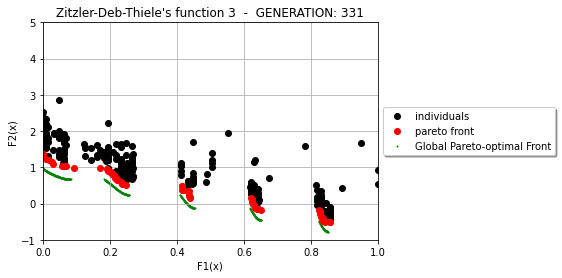 Zitzler-Deb-Thiele's function 3 - GENERATION: 331
5
4
3
2
1
0
−1
F2(x)
0.0 0.2 0.4 0.6 0.8 1.0
F1(x)
individuals
pareto front
Global Pareto-optimal Front